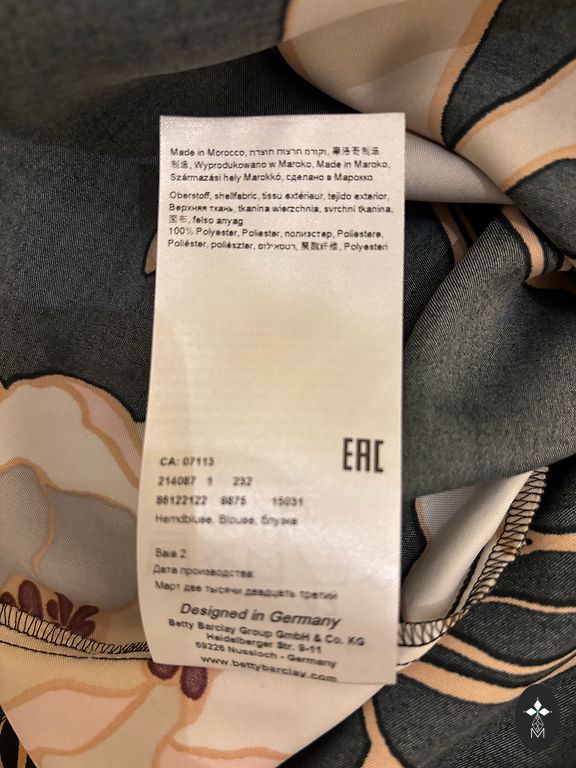 Made in Morocco, תוצרת תוצרת מרוקו, 摩洛哥制造
制造, Wyprodukowano w Maroko, Made in Maroko,
Származási hely Marokkó, сделано в Марокко
Oberstoff, shellfabric, tissu extérieur, tejido exterior,
Верхняя ткань, tkanina wierzchnia, svrchní tkanina,
面布, felso anyag
100% Polyester, Poliester, полиэстер, Poliestere,
Poliéster, poliészter, פוליאסטר, 聚酯纤维, Polyesteri
EAC
CA: 07113
214087 1 232
86122122 9875 15031
Hemdbluse, Blouse, блузка
Baia 2
Дата производства:
Март две тысячи двадцать третий
Designed in Germany
Betty Barclay Group GmbH & Co. KG
Heidelberger Str. 9-11
69226 Nussloch - Germany
www.bettybarclay.com
M